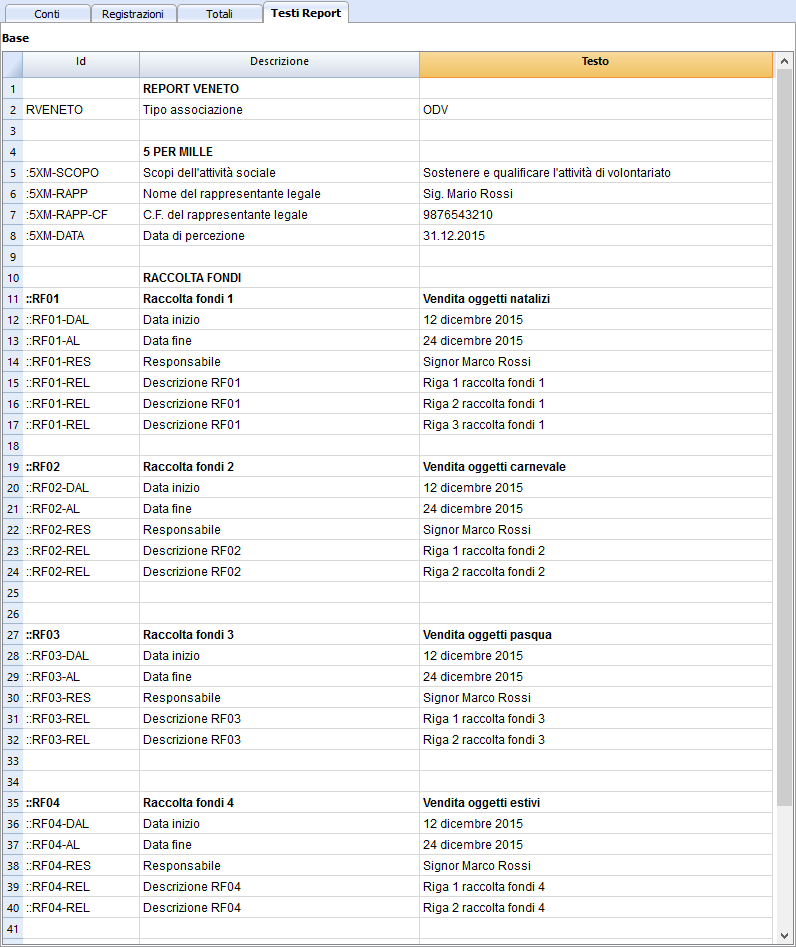 Conti Registrazioni Totali Testi Report
Base
Id Descrizione Testo
1 REPORT VENETO
2 RVENETO Tipo associazione ODV
3
4 5 PER MILLE
5 :5XM-SCOPO Scopi dell'attività sociale Sostenere e qualificare l'attività di volontariato
6 :5XM-RAPP Nome del rappresentante legale Sig. Mario Rossi
7 :5XM-RAPP-CF C.F. del rappresentante legale 9876543210
8 :5XM-DATA Data di percezione 31.12.2015
9
10 RACCOLTA FONDI
11 ::RF01 Raccolta fondi 1 Vendita oggetti natalizi
12 ::RF01-DAL Data inizio 12 dicembre 2015
13 ::RF01-AL Data fine 24 dicembre 2015
14 ::RF01-RES Responsabile Signor Marco Rossi
15 ::RF01-REL Descrizione RF01 Riga 1 raccolta fondi 1
16 ::RF01-REL Descrizione RF01 Riga 2 raccolta fondi 1
17 ::RF01-REL Descrizione RF01 Riga 3 raccolta fondi 1
18
19 ::RF02 Raccolta fondi 2 Vendita oggetti carnevale
20 ::RF02-DAL Data inizio 12 dicembre 2015
21 ::RF02-AL Data fine 24 dicembre 2015
22 ::RF02-RES Responsabile Signor Marco Rossi
23 ::RF02-REL Descrizione RF02 Riga 1 raccolta fondi 2
24 ::RF02-REL Descrizione RF02 Riga 2 raccolta fondi 2
25
26
27 ::RF03 Raccolta fondi 3 Vendita oggetti pasqua
28 ::RF03-DAL Data inizio 12 dicembre 2015
29 ::RF03-AL Data fine 24 dicembre 2015
30 ::RF03-RES Responsabile Signor Marco Rossi
31 ::RF03-REL Descrizione RF03 Riga 1 raccolta fondi 3
32 ::RF03-REL Descrizione RF03 Riga 2 raccolta fondi 3
33
34
35 ::RF04 Raccolta fondi 4 Vendita oggetti estivi
36 ::RF04-DAL Data inizio 12 dicembre 2015
37 ::RF04-AL Data fine 24 dicembre 2015
38 ::RF04-RES Responsabile Signor Marco Rossi
39 ::RF04-REL Descrizione RF04 Riga 1 raccolta fondi 4
40 ::RF04-REL Descrizione RF04 Riga 2 raccolta fondi 4
41